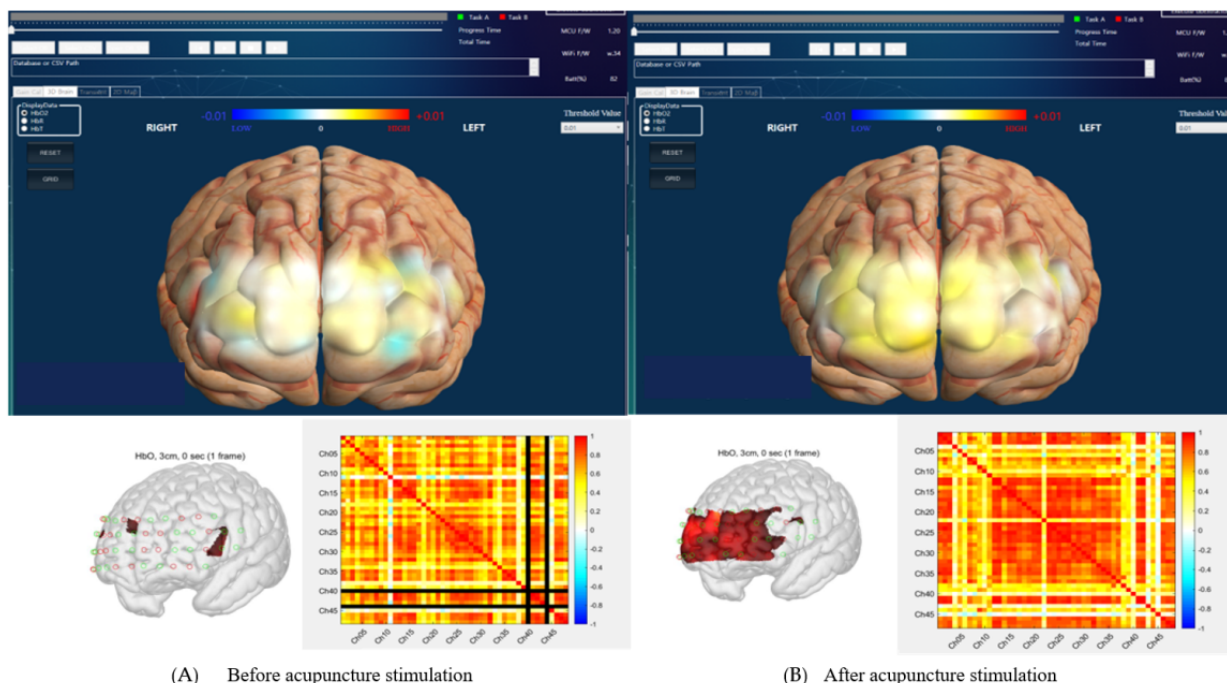 Task A Task B
Progress Time
Total Time
MCU F/W 1.20
WiFi F/W w.34
Batt(%) 82
Database or CSV Path
3D Brain
DisplayData
HbO2
HbR
HbT
RESET
GRID
-0.01 LOW 0 HIGH +0.01
RIGHT LEFT
Threshold Value
0.01
Task A Task B
Progress Time
Total Time
MCU F/W
WiFi F/W
Batt(%)
Database or CSV Path
3D Brain
DisplayData
HbO2
HbR
HbT
RESET
GRID
-0.01 LOW 0 HIGH +0.01
RIGHT LEFT
Threshold Value
0.01
HbO, 3cm, 0 sec (1 frame)
Ch05
Ch10
Ch15
Ch20
Ch25
Ch30
Ch35
Ch40
Ch45
Ch05 Ch10 Ch15 Ch20 Ch25 Ch30 Ch35 Ch40 Ch45
1
0.8
0.6
0.4
0.2
0
-0.2
-0.4
-0.6
-0.8
-1
HbO, 3cm, 0 sec (1 frame)
Ch05
Ch10
Ch15
Ch20
Ch25
Ch30
Ch35
Ch40
Ch45
Ch05 Ch10 Ch15 Ch20 Ch25 Ch30 Ch35 Ch40 Ch45
1
0.8
0.6
0.4
0.2
0
-0.2
-0.4
-0.6
-0.8
-1
(A) Before acupuncture stimulation
(B) After acupuncture stimulation